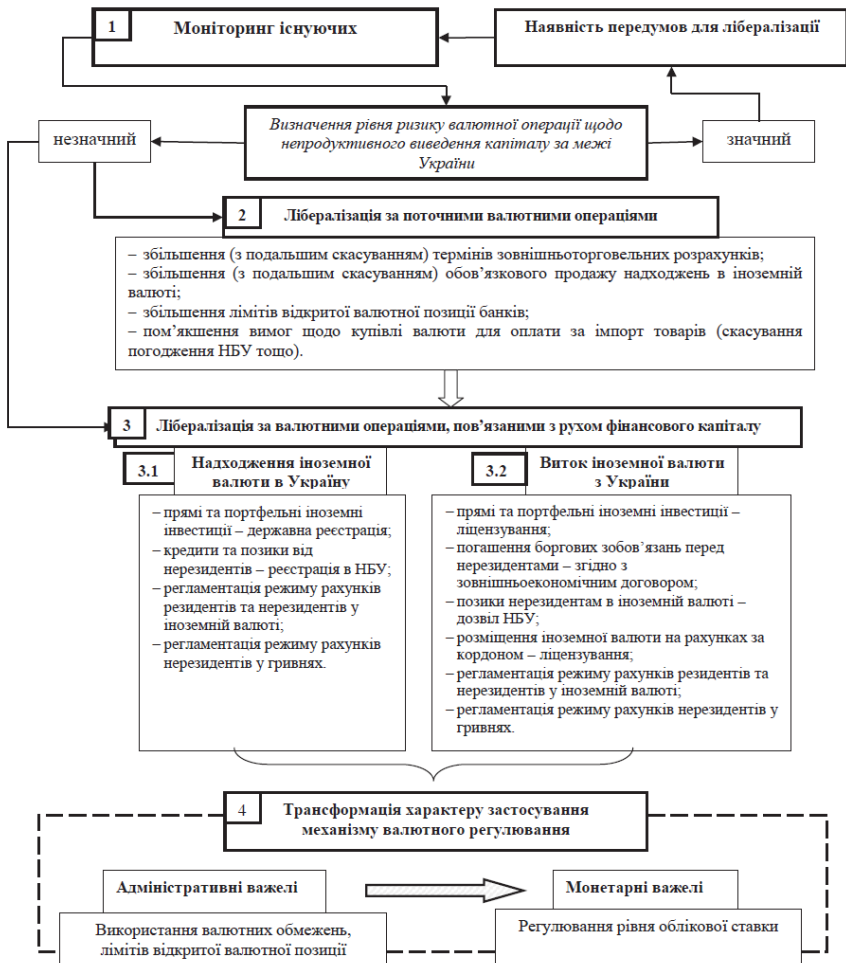 1
Моніторинг існуючих
Наявність передумов для лібералізації
Визначення рівня ризику валютної операції щодо
непродуктивного виведення капіталу за межі
України
незначний
значний
2
Лібералізація за поточними валютними операціями
– збільшення (з подальшим скасуванням) термінів зовнішньоторговельних розрахунків;
– збільшення (з подальшим скасуванням) обов’язкового продажу надходжень в іноземній
валюті;
– збільшення лімітів відкритої валютної позиції банків;
– пом’якшення вимог щодо купівлі валюти для оплати за імпорт товарів (скасування
погодження НБУ тощо).
3
Лібералізація за валютними операціями, пов’язаними з рухом фінансового капіталу
3.1
Надходження іноземної
валюти в Україну
– прямі та портфельні іноземні
інвестиції – державна реєстрація;
– кредити та позики від
нерезидентів – реєстрація в НБУ;
– регламентація режиму рахунків
резидентів та нерезидентів у
іноземній валюті;
– регламентація режиму рахунків
нерезидентів у гривнях.
3.2
Виток іноземної валюти
з України
– прямі та портфельні іноземні інвестиції –
ліцензування;
– погашення боргових зобов’язань перед
нерезидентами – згідно з
зовнішньоекономічним договором;
– позики нерезидентам в іноземній валюті –
дозвіл НБУ;
– розміщення іноземної валюти на рахунках за
кордоном – ліцензування;
– регламентація режиму рахунків резидентів та
нерезидентів у іноземній валюті;
– регламентація режиму рахунків нерезидентів у
гривнях.
4
Трансформація характеру застосування
механізму валютного регулювання
Адміністративні важелі
Використання валютних обмежень,
лімітів відкритої валютної позиції
Монетарні важелі
Регулювання рівня облікової ставки